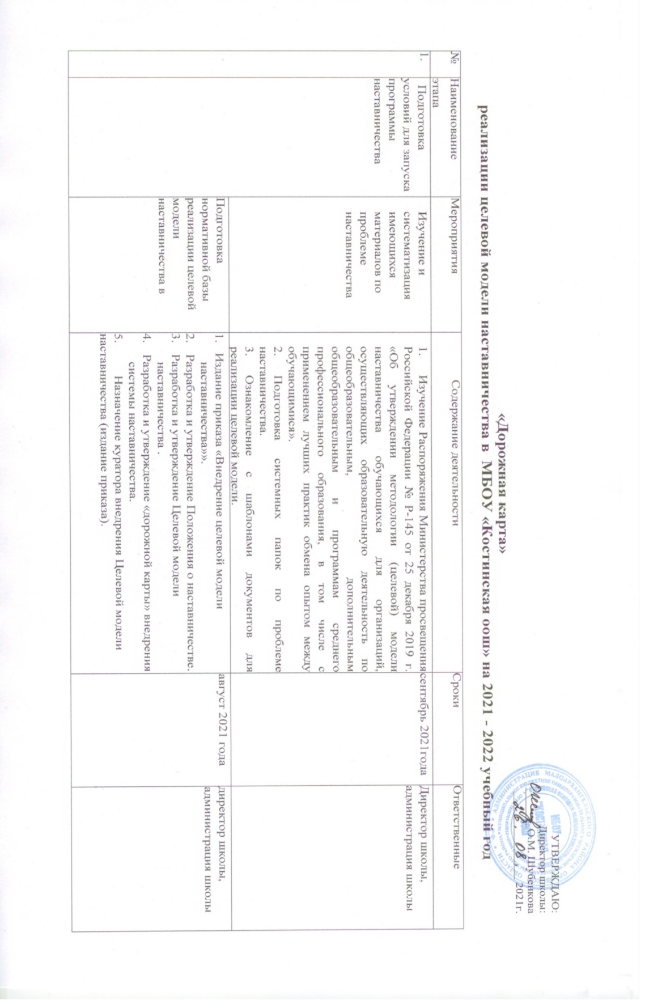 УТВЕРЖДАЮ:
Директор школы:
О.М. Шубенкова
26. 08. 2021г.
«Дорожная карта»
реализации целевой модели наставничества в МБОУ «Костинская оош» на 2021 - 2022 учебный год
№
Наименование
этапа
Мероприятия
Содержание деятельности
Сроки
Ответственные
1.
Подготовка
условий для запуска
программы
наставничества
Изучение и
систематизация
имеющихся
материалов по
проблеме
наставничества
1. Изучение Распоряжения Министерства просвещения
Российской Федерации № Р-145 от 25 декабря 2019 г.
«Об утверждении методологии (целевой) модели
наставничества обучающихся для организаций,
осуществляющих образовательную деятельность по
общеобразовательным, дополнительным
общеобразовательным и программам среднего
профессионального образования, в том числе с
применением лучших практик обмена опытом между
обучающимися».
2. Подготовка системных папок по проблеме
наставничества.
3. Ознакомление с шаблонами документов для
реализации целевой модели.
сентябрь 2021года
Директор школы,
администрация школы
Подготовка
нормативной базы
реализации целевой
модели
наставничества в
1. Издание приказа «Внедрение целевой модели
наставничества»».
2. Разработка и утверждение Положения о наставничестве.
3. Разработка и утверждение Целевой модели
наставничества .
4. Разработка и утверждение «дорожной карты» внедрения
системы наставничества.
5. Назначение куратора внедрения Целевой модели
наставничества (издание приказа).
август 2021 года
директор школы,
администрация школы